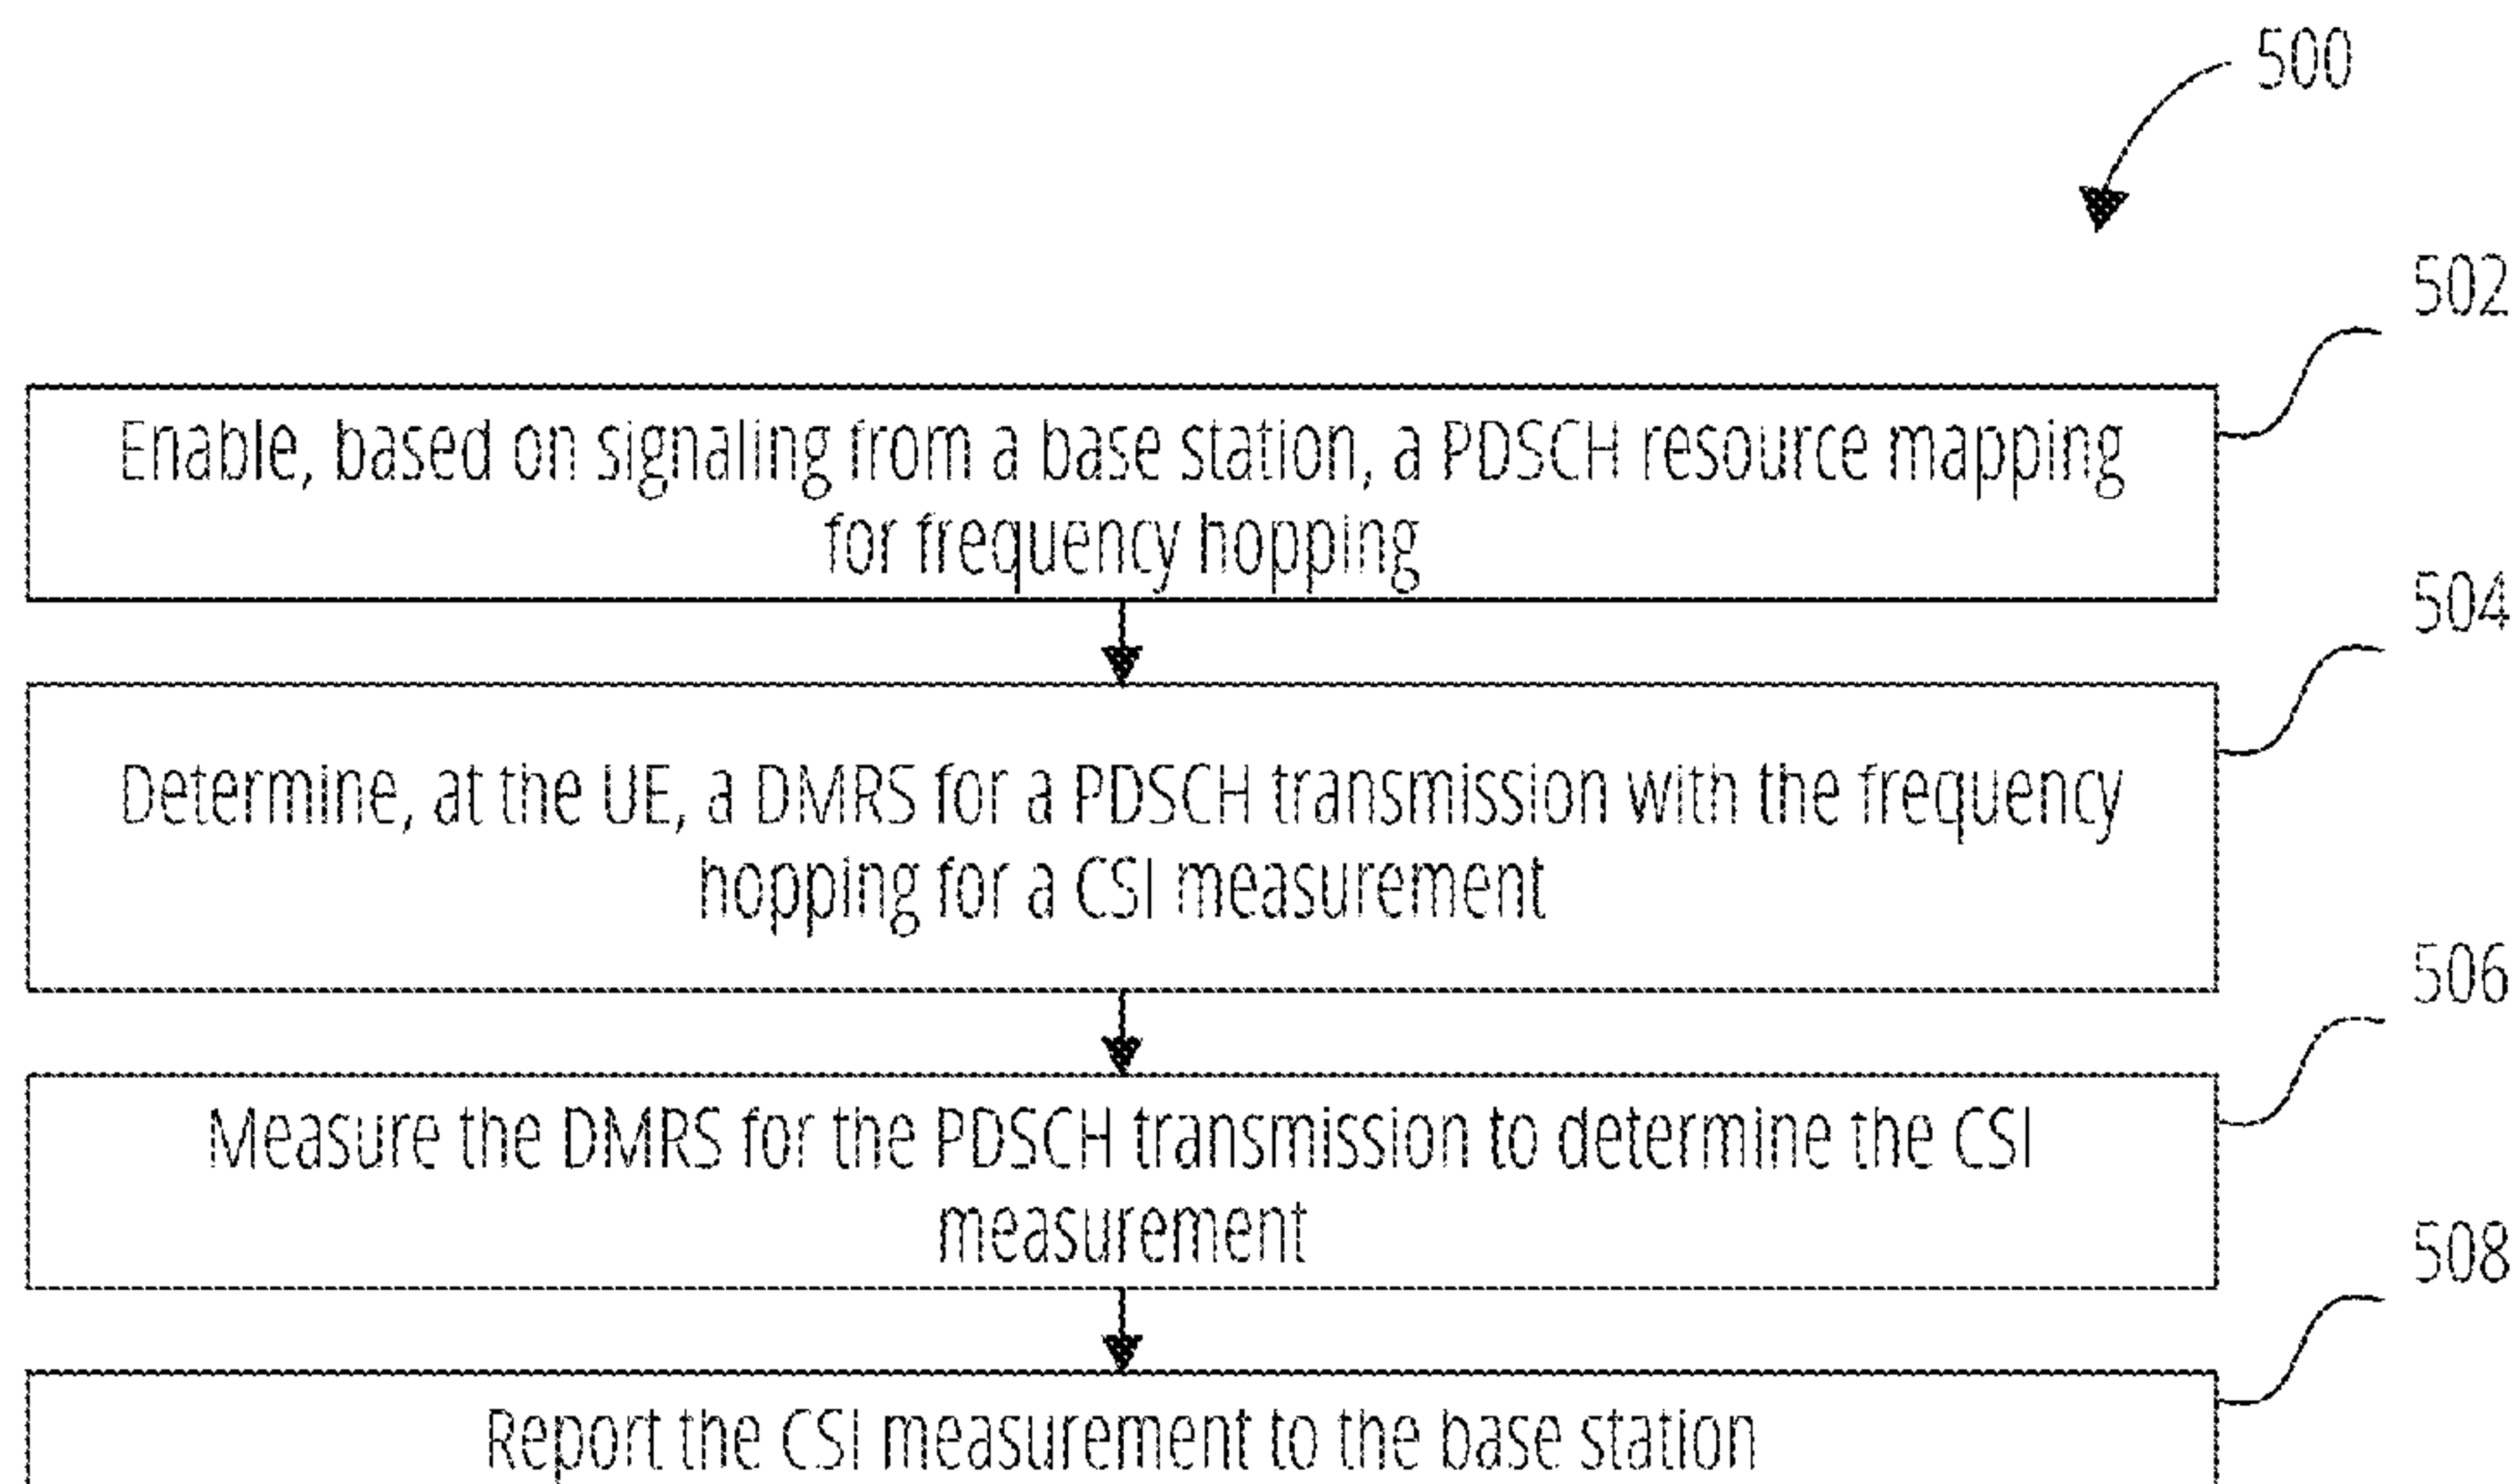 500
502
Enable, based on signaling from a base station, a PDSCH resource mapping
for frequency hopping
504
Determine, at the UE, a DMRS for a PDSCH transmission with the frequency
hopping for a CSI measurement
506
Measure the DMRS for the PDSCH transmission to determine the CSI
measurement
508
Report the CSI measurement to the base station